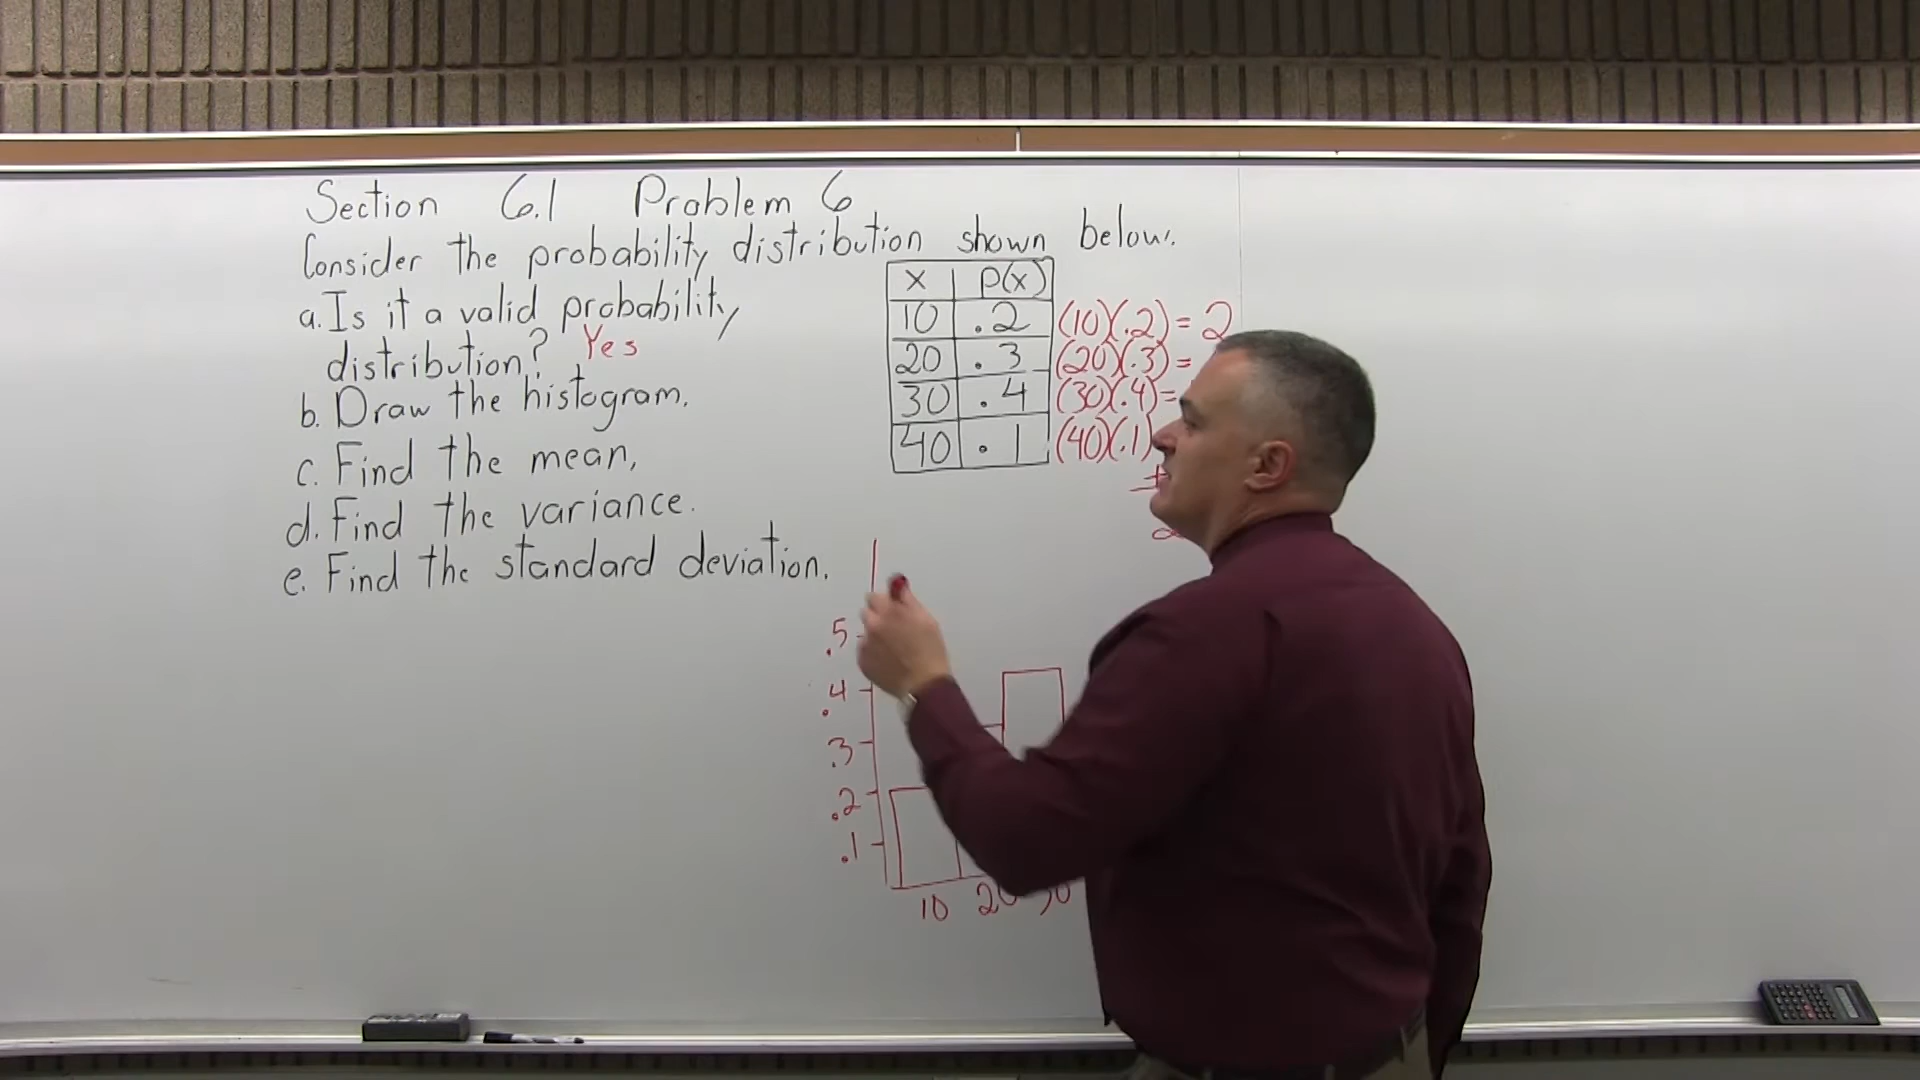 Section 6.1 Problem 6
Consider the probability distribution shown below.
a. Is it a valid probability
distribution? Yes
b. Draw the histogram.
c. Find the mean.
d. Find the variance.
e. Find the standard deviation.
x p(x)
10 .2 (10)(.2) = 2
20 .3 (20)(.3) =
30 .4 (30)(.4) =
40 .1 (40)(.1)
+
.5
.4
.3
.2
.1
10 20 30